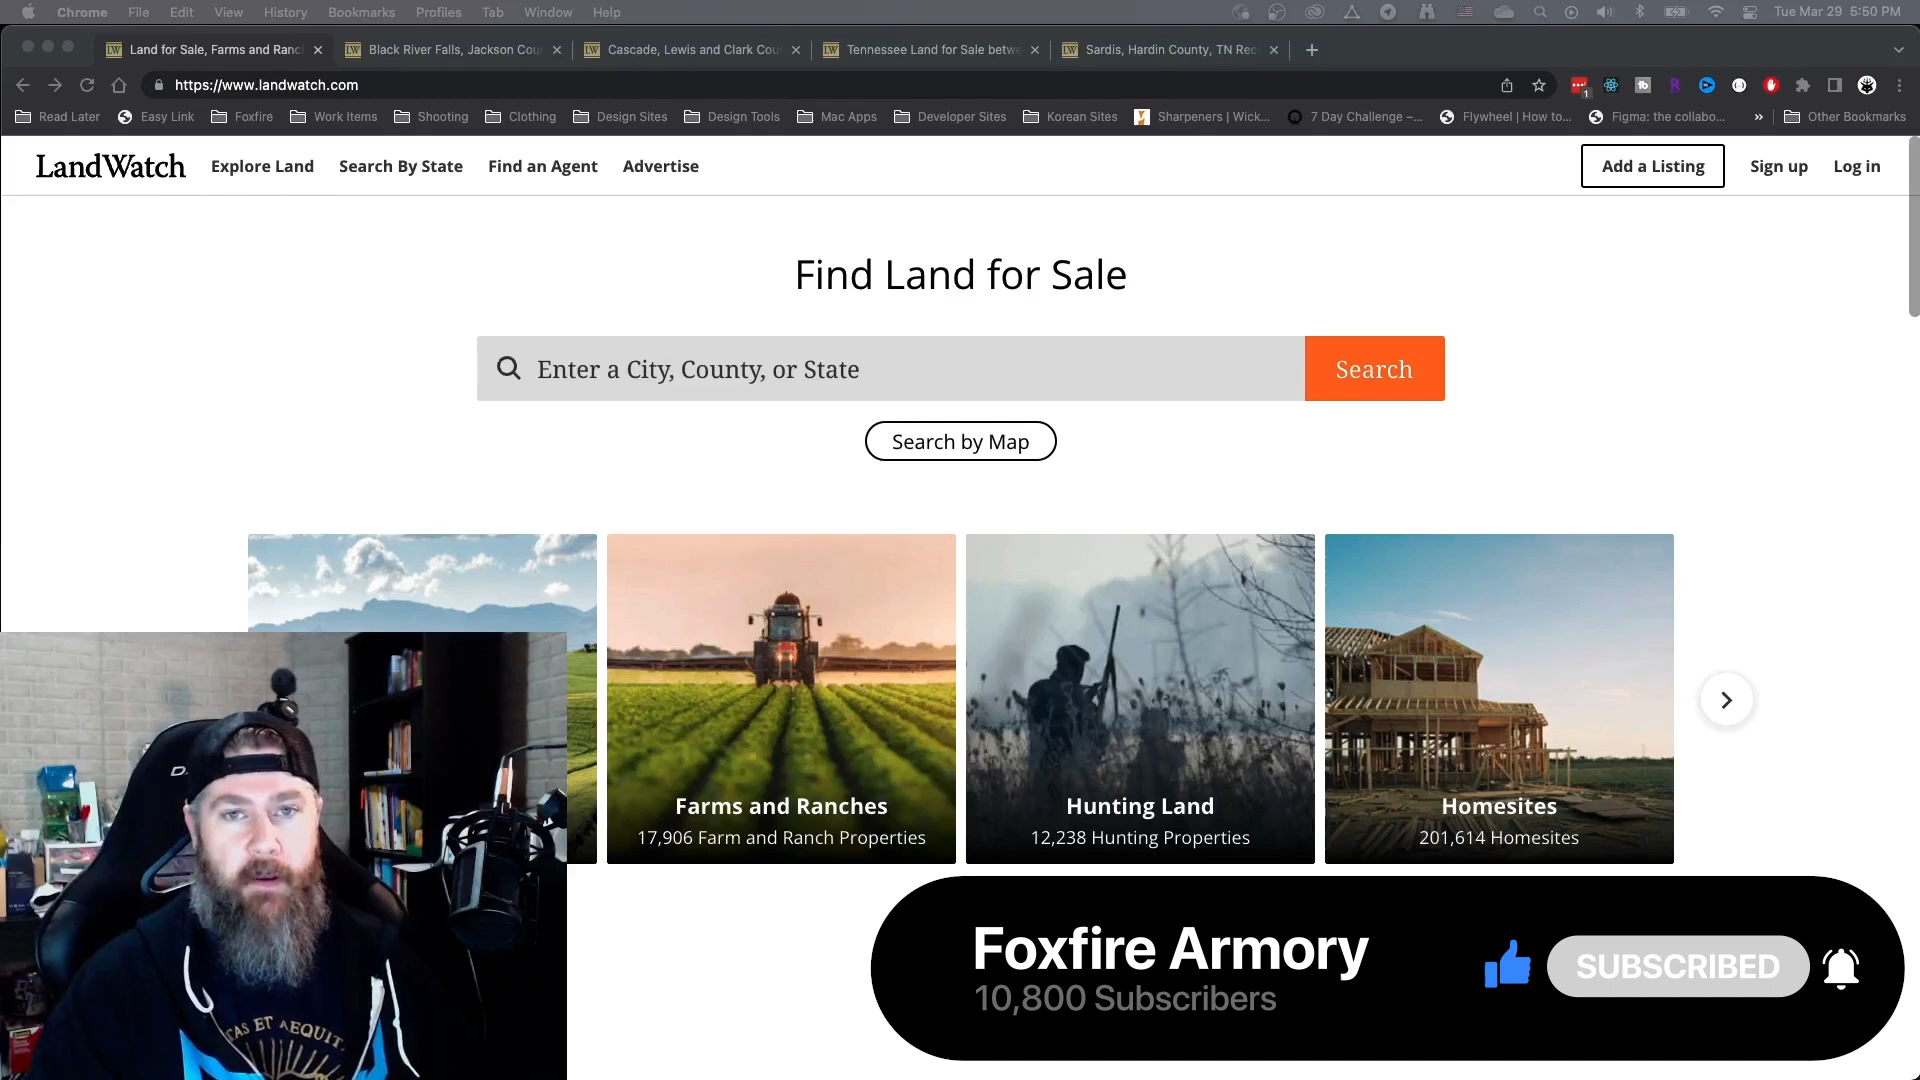 Chrome File Edit View History Bookmarks Profiles Tab Window Help Tue Mar 29 5:50 PM
Land for Sale, Farms and Ranc
Black River Falls, Jackson Cou
Cascade, Lewis and Clark Cou
Tennessee Land for Sale betwe
Sardis, Hardin County, TN Rec
https://www.landwatch.com
1
Read Later Easy Link Foxfire Work Items Shooting Clothing Design Sites Design Tools Mac Apps Developer Sites Korean Sites Sharpeners | Wick... 7 Day Challenge –... Flywheel | How to... Figma: the collabo... » Other Bookmarks
LandWatch Explore Land Search By State Find an Agent Advertise Add a Listing Sign up Log in
Find Land for Sale
Enter a City, County, or State Search
Search by Map
Farms and Ranches
17,906 Farm and Ranch Properties
Hunting Land
12,238 Hunting Properties
Homesites
201,614 Homesites
Foxfire Armory
10,800 Subscribers
SUBSCRIBED
AS ET AEQUIT